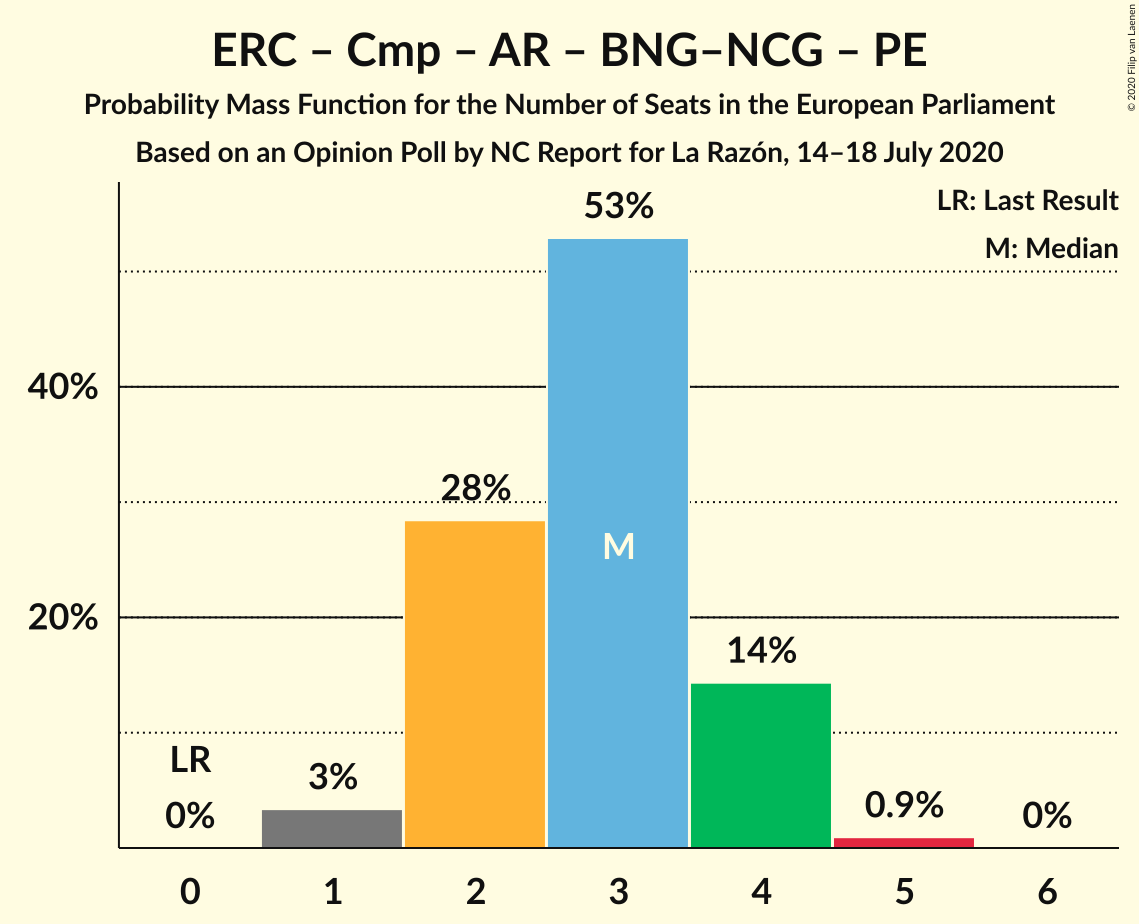 ERC – Cmp – AR – BNG–NCG – PE
Probability Mass Function for the Number of Seats in the European Parliament
Based on an Opinion Poll by NC Report for La Razón, 14–18 July 2020
© 2020 Filip van Laenen
LR: Last Result
M: Median
53%
40%
28%
M
20%
14%
LR
3%
0.9%
0%
0%
0 1 2 3 4 5 6